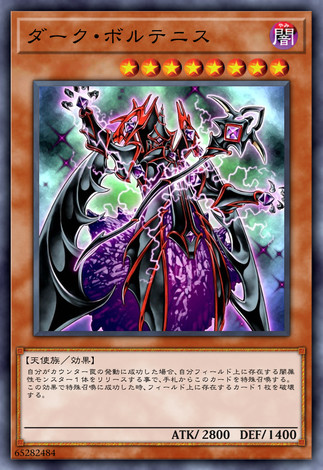 ダーク・ボルテニス
やみ
闇
【天使族／効果】
自分がカウンター罠の発動に成功した場合、自分フィールド上に存在する闇属
性モンスター１体をリリースする事で、手札からこのカードを特殊召喚する。
この効果で特殊召喚に成功した時、フィールド上に存在するカード１枚を破壊
する。
ATK/ 2800 DEF/1400
65282484